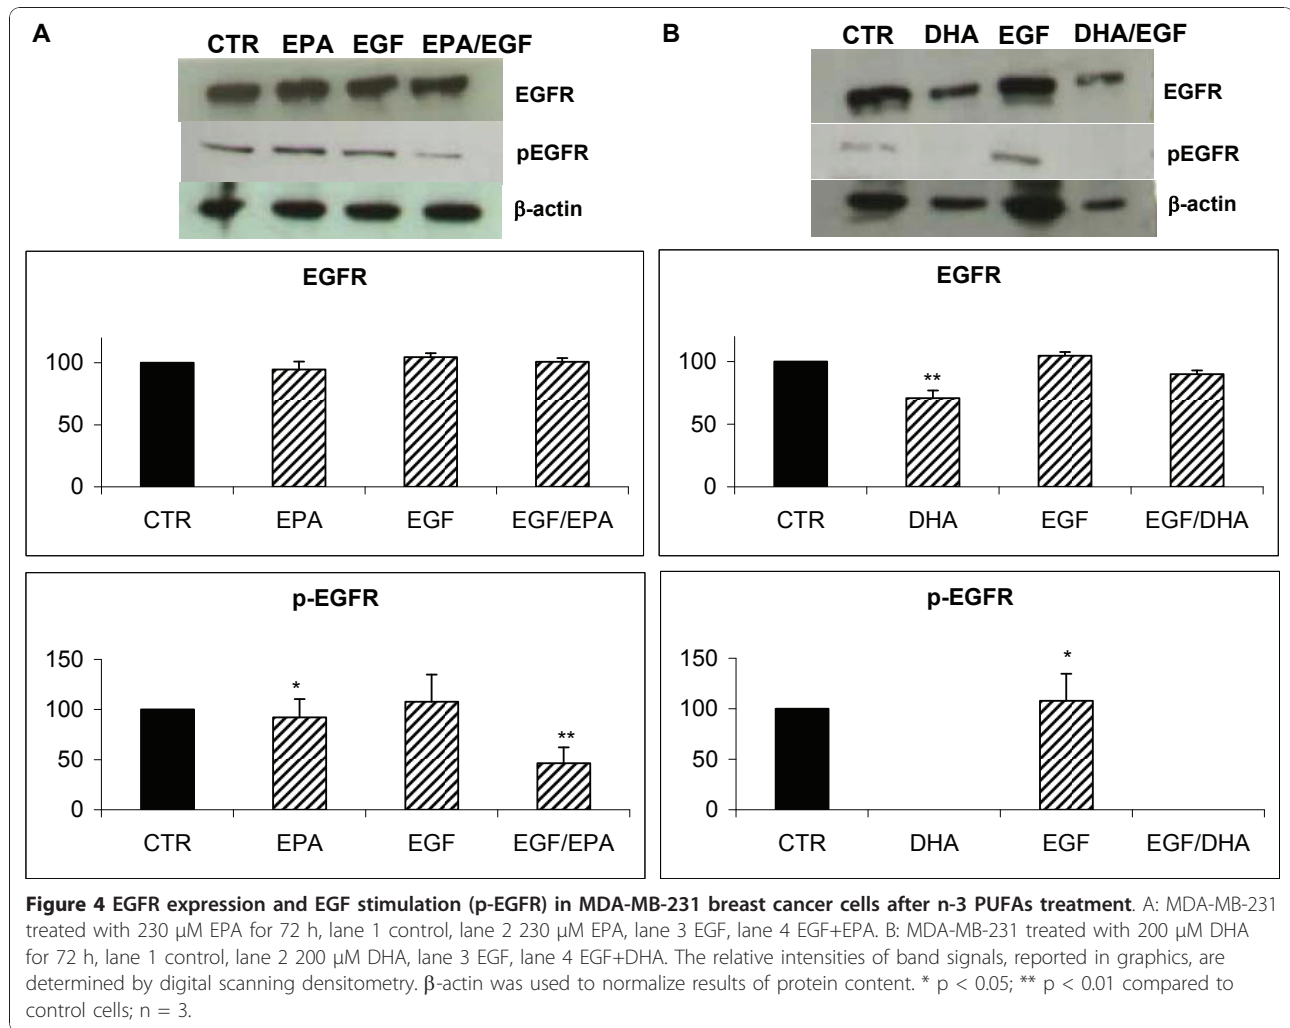 A
CTR EPA EGF EPA/EGF
EGFR
pEGFR
β-actin
EGFR
100
50
0
CTR EPA EGF EGF/EPA
p-EGFR
150
100
50
0
* **
CTR EPA EGF EGF/EPA
B
CTR DHA EGF DHA/EGF
EGFR
pEGFR
β-actin
EGFR
100
50
0
**
CTR DHA EGF EGF/DHA
p-EGFR
150
100
50
0
*
CTR DHA EGF EGF/DHA
Figure 4 EGFR expression and EGF stimulation (p-EGFR) in MDA-MB-231 breast cancer cells after n-3 PUFAs treatment. A: MDA-MB-231
treated with 230 μM EPA for 72 h, lane 1 control, lane 2 230 μM EPA, lane 3 EGF, lane 4 EGF+EPA. B: MDA-MB-231 treated with 200 μM DHA
for 72 h, lane 1 control, lane 2 200 μM DHA, lane 3 EGF, lane 4 EGF+DHA. The relative intensities of band signals, reported in graphics, are
determined by digital scanning densitometry. β-actin was used to normalize results of protein content. * p < 0.05; ** p < 0.01 compared to
control cells; n = 3.